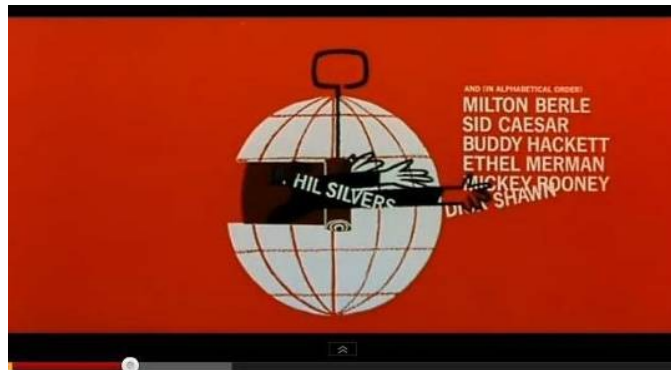 AND (IN ALPHABETICAL ORDER)
MILTON BERLE
SID CAESAR
BUDDY HACKETT
ETHEL MERMAN
MICKEY ROONEY
SHAWN
HIL SILVERS